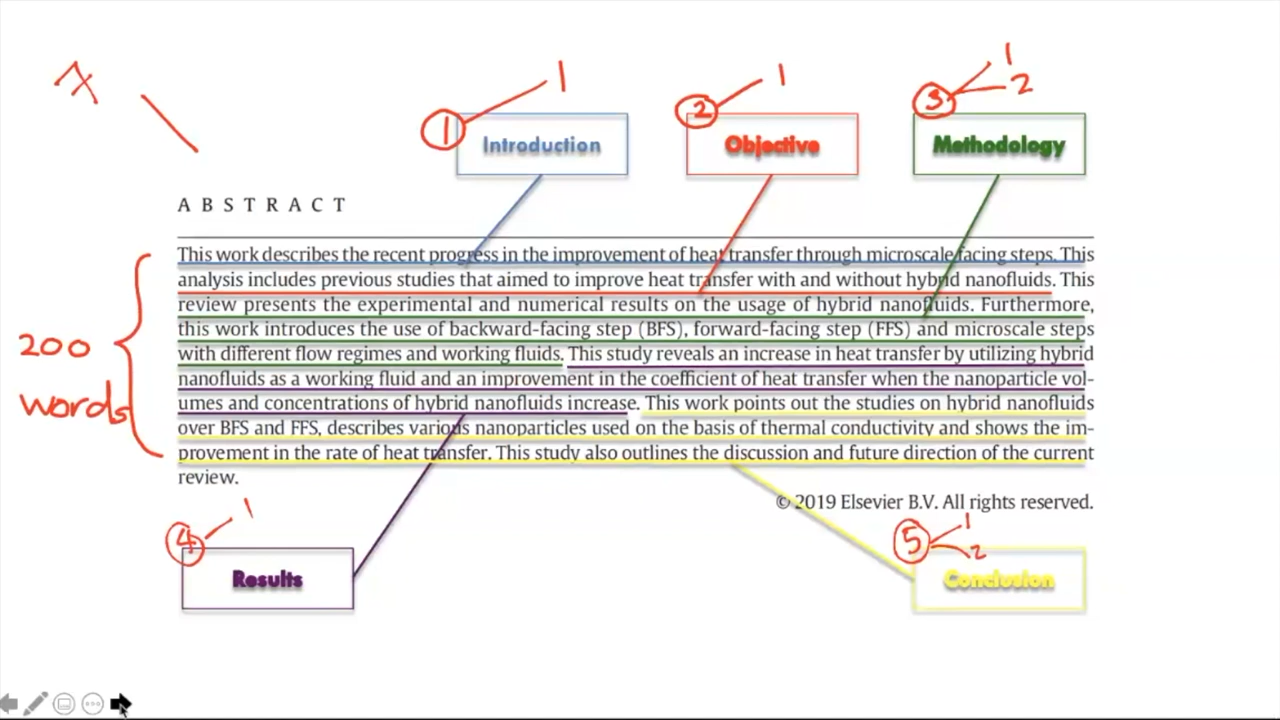 7
1
1
1
2
1
2
3
Introduction
Objective
Methodology
ABSTRACT
This work describes the recent progress in the improvement of heat transfer through microscale facing steps. This
analysis includes previous studies that aimed to improve heat transfer with and without hybrid nanofluids. This
review presents the experimental and numerical results on the usage of hybrid nanofluids. Furthermore,
this work introduces the use of backward-facing step (BFS), forward-facing step (FFS) and microscale steps
with different flow regimes and working fluids. This study reveals an increase in heat transfer by utilizing hybrid
nanofluids as a working fluid and an improvement in the coefficient of heat transfer when the nanoparticle vol-
umes and concentrations of hybrid nanofluids increase. This work points out the studies on hybrid nanofluids
over BFS and FFS, describes various nanoparticles used on the basis of thermal conductivity and shows the im-
provement in the rate of heat transfer. This study also outlines the discussion and future direction of the current
review.
200
words
© 2019 Elsevier B.V. All rights reserved.
4
1
5
1
2
Results
Conclusion